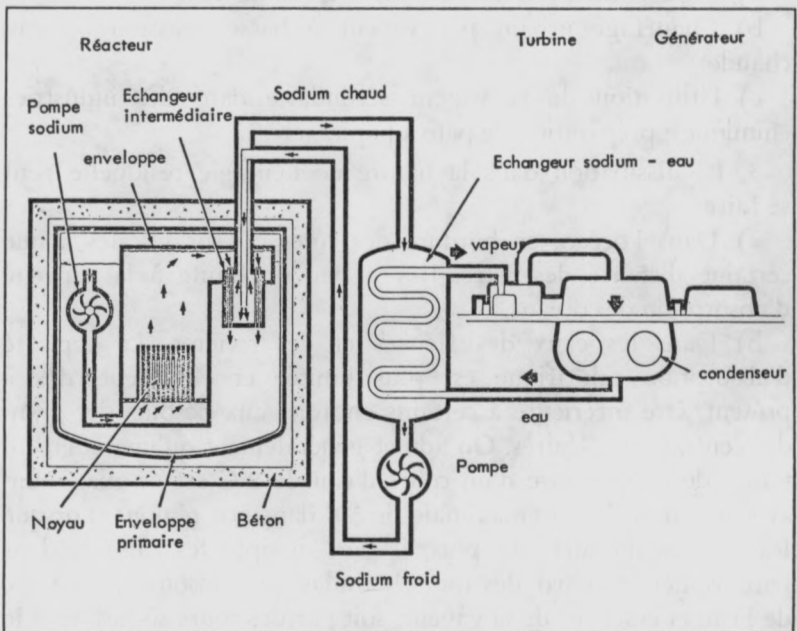 Réacteur
Turbine
Générateur
Pompe
sodium
Echangeur
intermédiaire
Sodium chaud
enveloppe
Echangeur sodium - eau
vapeur
condenseur
eau
Pompe
Noyau
Enveloppe
primaire
Béton
Sodium froid